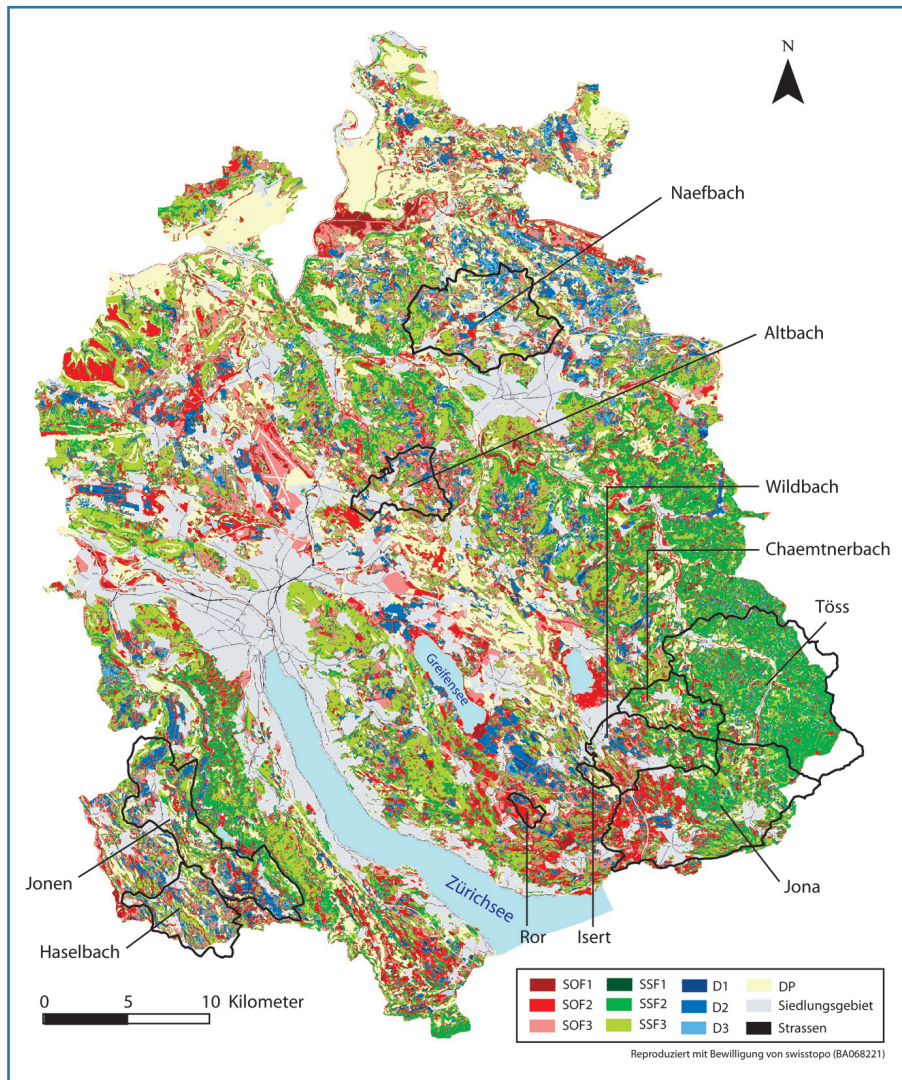 N
Naefbach
Altbach
Wildbach
Chaemtnerbach
Töss
Greifensee
Jonen
Zürichsee
Jona
Haselbach
Ror
Isert
0 5 10 Kilometer
SOF1 SSF1 D1 DP
SOF2 SSF2 D2 Siedlungsgebiet
SOF3 SSF3 D3 Strassen
Reproduziert mit Bewilligung von swisstopo (BA068221)